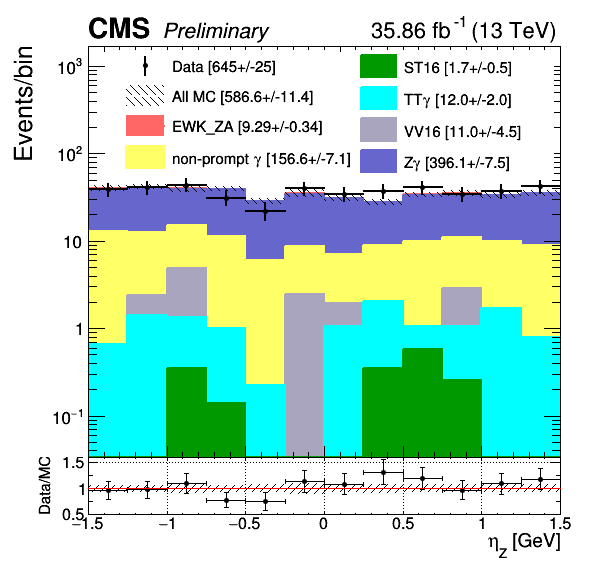 CMS Preliminary 35.86 fb⁻¹ (13 TeV)
Events/bin
10³
10²
10
1
10⁻¹
Data [645+/-25]
All MC [586.6+/-11.4]
EWK_ZA [9.29+/-0.34]
non-prompt γ [156.6+/-7.1]
ST16 [1.7+/-0.5]
TTγ [12.0+/-2.0]
VV16 [11.0+/-4.5]
Zγ [396.1+/-7.5]
Data/MC
1.5
1
0.5
−1.5 −1 −0.5 0 0.5 1 1.5
η_Z [GeV]